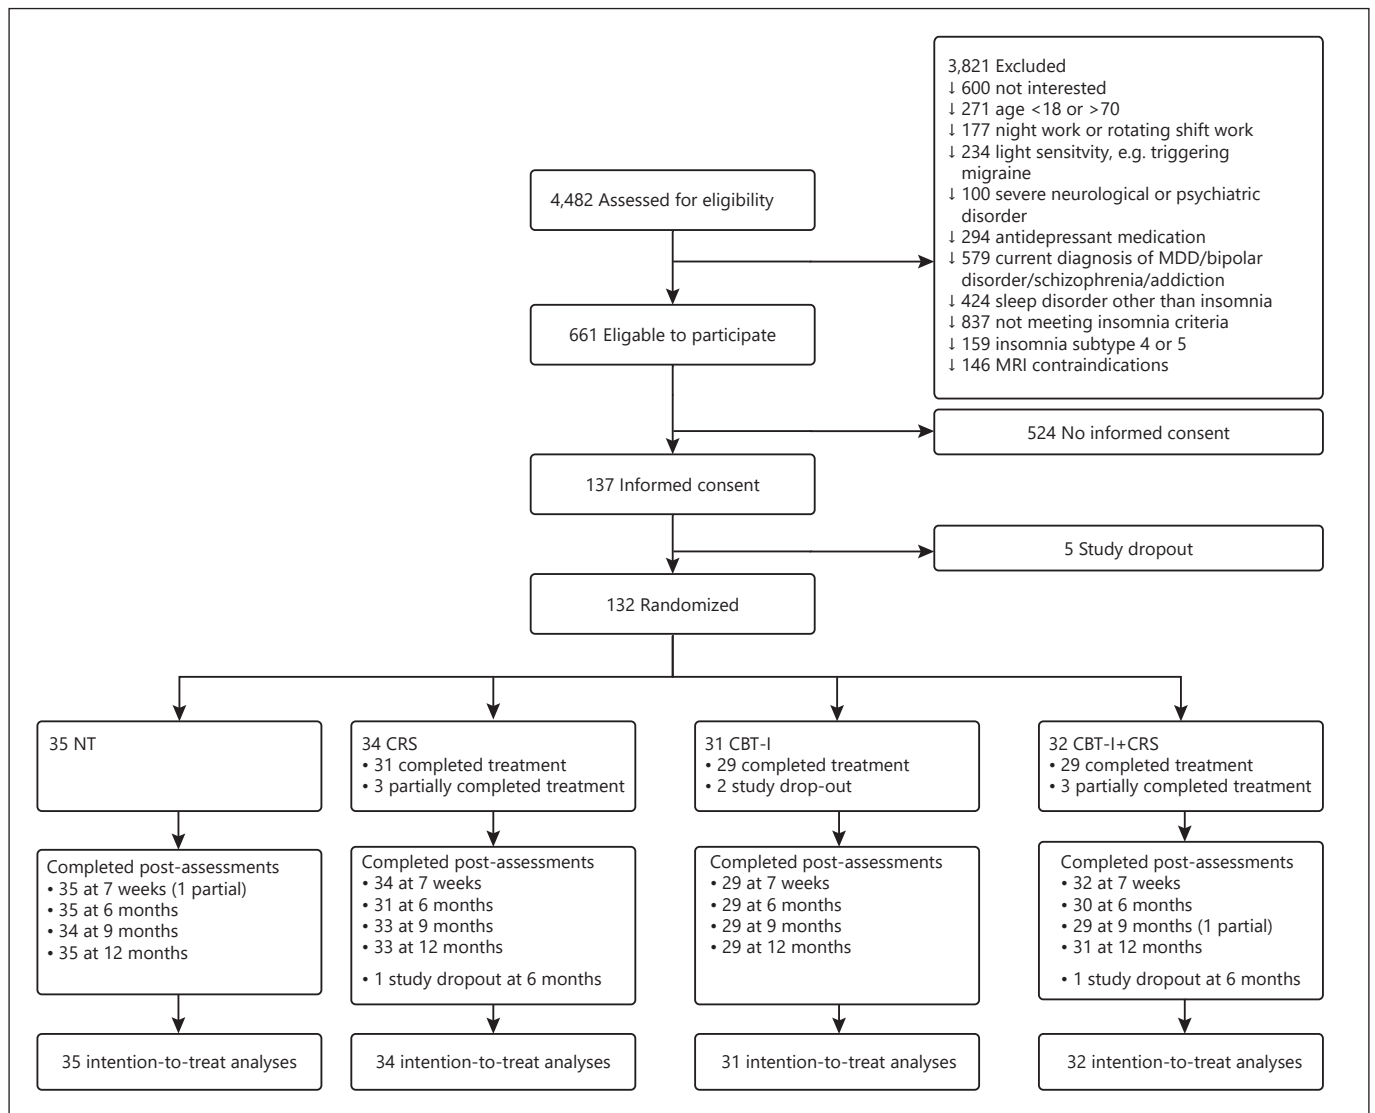 4,482 Assessed for eligibility
3,821 Excluded
↓ 600 not interested
↓ 271 age <18 or >70
↓ 177 night work or rotating shift work
↓ 234 light sensitvity, e.g. triggering
migraine
↓ 100 severe neurological or psychiatric
disorder
↓ 294 antidepressant medication
↓ 579 current diagnosis of MDD/bipolar
disorder/schizophrenia/addiction
↓ 424 sleep disorder other than insomnia
↓ 837 not meeting insomnia criteria
↓ 159 insomnia subtype 4 or 5
↓ 146 MRI contraindications
661 Eligable to participate
524 No informed consent
137 Informed consent
5 Study dropout
132 Randomized
35 NT
34 CRS
• 31 completed treatment
• 3 partially completed treatment
31 CBT-I
• 29 completed treatment
• 2 study drop-out
32 CBT-I+CRS
• 29 completed treatment
• 3 partially completed treatment
Completed post-assessments
• 35 at 7 weeks (1 partial)
• 35 at 6 months
• 34 at 9 months
• 35 at 12 months
Completed post-assessments
• 34 at 7 weeks
• 31 at 6 months
• 33 at 9 months
• 33 at 12 months
• 1 study dropout at 6 months
Completed post-assessments
• 29 at 7 weeks
• 29 at 6 months
• 29 at 9 months
• 29 at 12 months
Completed post-assessments
• 32 at 7 weeks
• 30 at 6 months
• 29 at 9 months (1 partial)
• 31 at 12 months
• 1 study dropout at 6 months
35 intention-to-treat analyses
34 intention-to-treat analyses
31 intention-to-treat analyses
32 intention-to-treat analyses